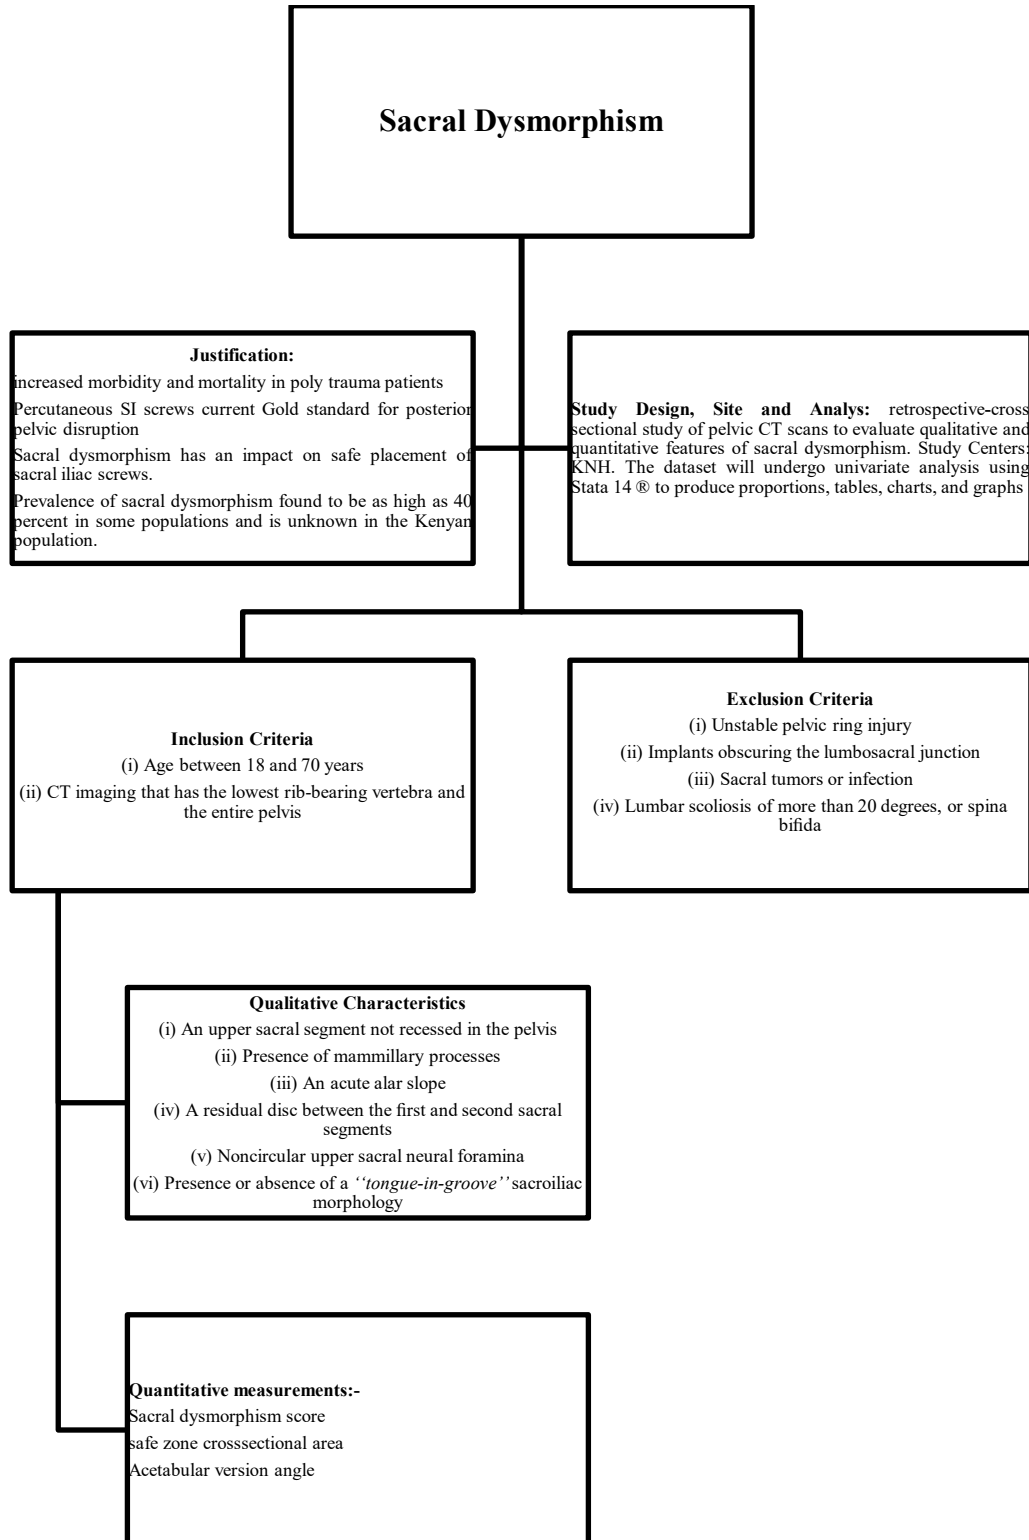 Sacral Dysmorphism
Justification:
increased morbidity and mortality in poly trauma patients
Percutaneous SI screws current Gold standard for posterior
pelvic disruption
Sacral dysmorphism has an impact on safe placement of
sacral iliac screws.
Prevalence of sacral dysmorphism found to be as high as 40
percent in some populations and is unknown in the Kenyan
population.
Study Design, Site and Analys: retrospective-cross
sectional study of pelvic CT scans to evaluate qualitative and
quantitative features of sacral dysmorphism. Study Centers:
KNH. The dataset will undergo univariate analysis using
Stata 14 ® to produce proportions, tables, charts, and graphs
Inclusion Criteria
(i) Age between 18 and 70 years
(ii) CT imaging that has the lowest rib-bearing vertebra and
the entire pelvis
Exclusion Criteria
(i) Unstable pelvic ring injury
(ii) Implants obscuring the lumbosacral junction
(iii) Sacral tumors or infection
(iv) Lumbar scoliosis of more than 20 degrees, or spina
bifida
Qualitative Characteristics
(i) An upper sacral segment not recessed in the pelvis
(ii) Presence of mammillary processes
(iii) An acute alar slope
(iv) A residual disc between the first and second sacral
segments
(v) Noncircular upper sacral neural foramina
(vi) Presence or absence of a ‘‘tongue-in-groove’’ sacroiliac
morphology
Quantitative measurements:-
Sacral dysmorphism score
safe zone crosssectional area
Acetabular version angle